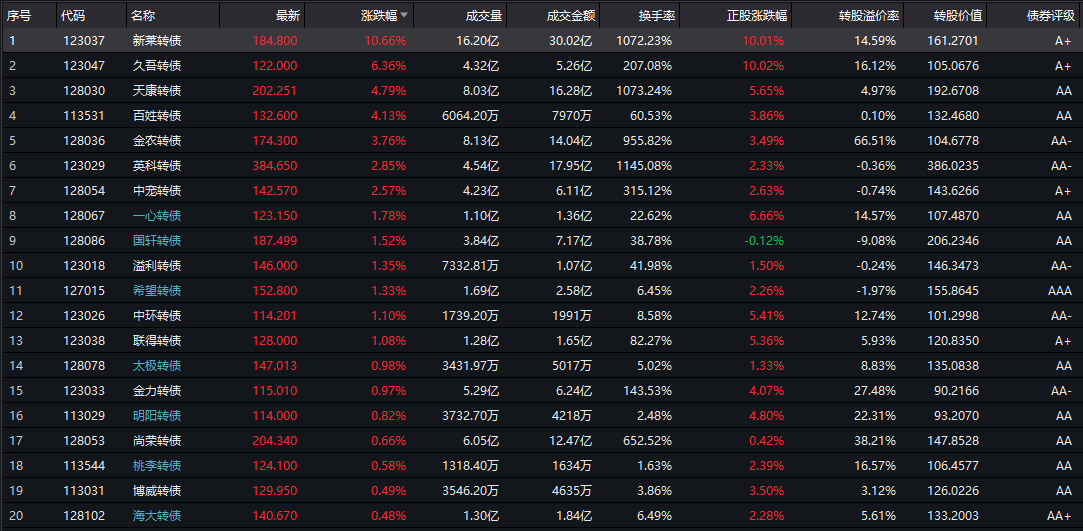 序号 代码 名称 最新 涨跌幅 成交量 成交金额 换手率 正股涨跌幅 转股溢价率 转股价值 债券评级
1 123037 新莱转债 184.800 10.66% 16.20亿 30.02亿 1072.23% 10.01% 14.59% 161.2701 A+
2 123047 久吾转债 122.000 6.36% 4.32亿 5.26亿 207.08% 10.02% 16.12% 105.0676 A+
3 128030 天康转债 202.251 4.79% 8.03亿 16.28亿 1073.24% 5.65% 4.97% 192.6708 AA
4 113531 百姓转债 132.600 4.13% 6064.20万 7970万 60.53% 3.86% 0.10% 132.4680 AA
5 128036 金农转债 174.300 3.76% 8.13亿 14.04亿 955.82% 3.49% 66.51% 104.6778 AA-
6 123029 英科转债 384.650 2.85% 4.54亿 17.95亿 1145.08% 2.33% -0.36% 386.0235 AA-
7 128054 中宠转债 142.570 2.57% 4.23亿 6.11亿 315.12% 2.63% -0.74% 143.6266 A+
8 128067 一心转债 123.150 1.78% 1.10亿 1.36亿 22.62% 6.66% 14.57% 107.4870 AA
9 128086 国轩转债 187.499 1.52% 3.84亿 7.17亿 38.78% -0.12% -9.08% 206.2346 AA
10 123018 溢利转债 146.000 1.35% 7332.81万 1.07亿 41.98% 1.50% -0.24% 146.3473 AA-
11 127015 希望转债 152.800 1.33% 1.69亿 2.58亿 6.45% 2.26% -1.97% 155.8645 AAA
12 123026 中环转债 114.201 1.10% 1739.20万 1991万 8.58% 5.41% 12.74% 101.2998 AA-
13 123038 联得转债 128.000 1.08% 1.28亿 1.65亿 82.27% 5.36% 5.93% 120.8350 A+
14 128078 太极转债 147.013 0.98% 3431.97万 5017万 5.02% 1.33% 8.83% 135.0838 AA
15 123033 金力转债 115.010 0.97% 5.29亿 6.24亿 143.53% 4.07% 27.48% 90.2166 AA-
16 113029 明阳转债 114.000 0.82% 3732.70万 4218万 2.48% 4.80% 22.31% 93.2070 AA
17 128053 尚荣转债 204.340 0.66% 6.05亿 12.47亿 652.52% 0.42% 38.21% 147.8528 AA
18 113544 桃李转债 124.100 0.58% 1318.40万 1634万 1.63% 2.39% 16.57% 106.4577 AA
19 113031 博威转债 129.950 0.49% 3546.20万 4635万 3.86% 3.50% 3.12% 126.0226 AA
20 128102 海大转债 140.670 0.48% 1.30亿 1.84亿 6.49% 2.28% 5.61% 133.2003 AA+